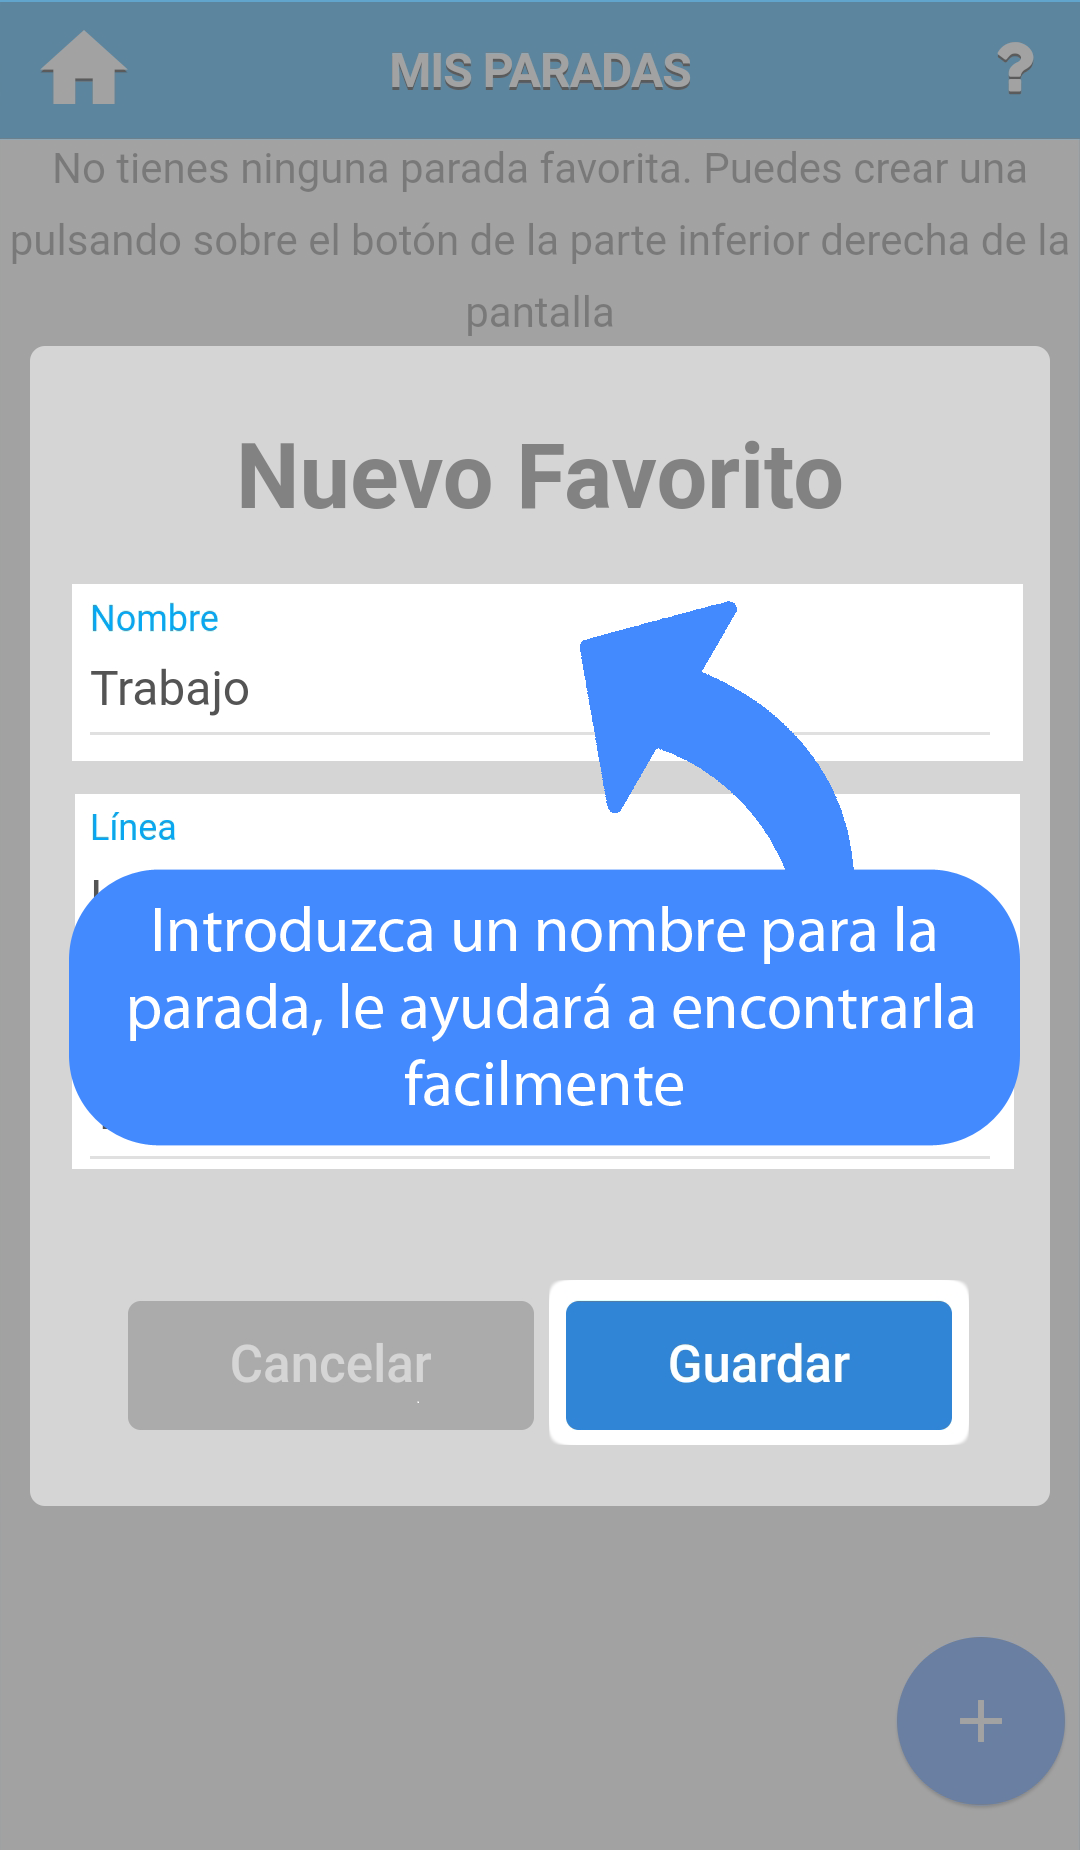 MIS PARADAS
?
No tienes ninguna parada favorita. Puedes crear una
pulsando sobre el botón de la parte inferior derecha de la
pantalla
Nuevo Favorito
Nombre
Trabajo
Línea
Introduzca un nombre para la
parada, le ayudará a encontrarla
facilmente
Cancelar
Guardar
+